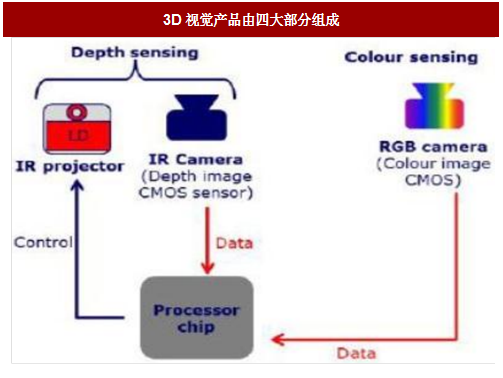 3D 视觉产品由四大部分组成
Depth sensing
Colour sensing
LD
IR projector
IR Camera
(Depth image
CMOS sensor)
RGB camera
(Colour image
CMOS)
Control
Data
Processor
chip
Data